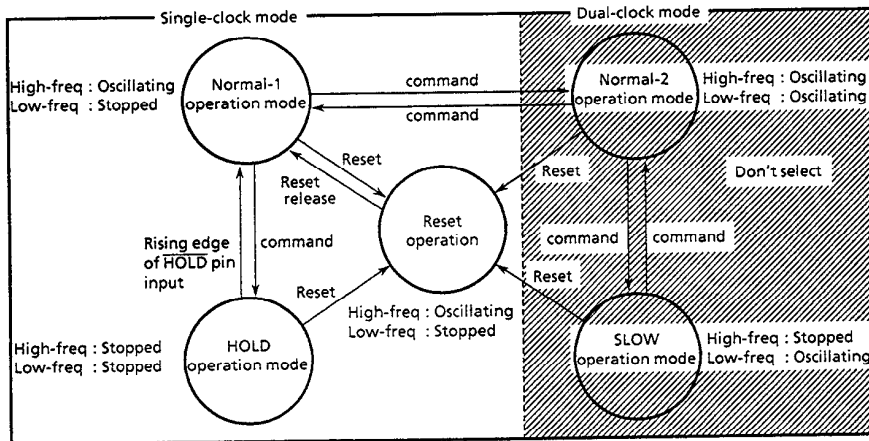 Single-clock mode
Dual-clock mode
High-freq : Oscillating
Low-freq : Stopped
Normal-1
operation mode
command
command
Normal-2
operation mode
High-freq : Oscillating
Low-freq : Oscillating
Reset
Reset
release
Reset
operation
Reset
Don't select
Rising edge
of HOLD pin
input
command
command
command
Reset
Reset
High-freq : Oscillating
Low-freq : Stopped
High-freq : Stopped
Low-freq : Stopped
HOLD
operation mode
SLOW
operation mode
High-freq : Stopped
Low-freq : Oscillating